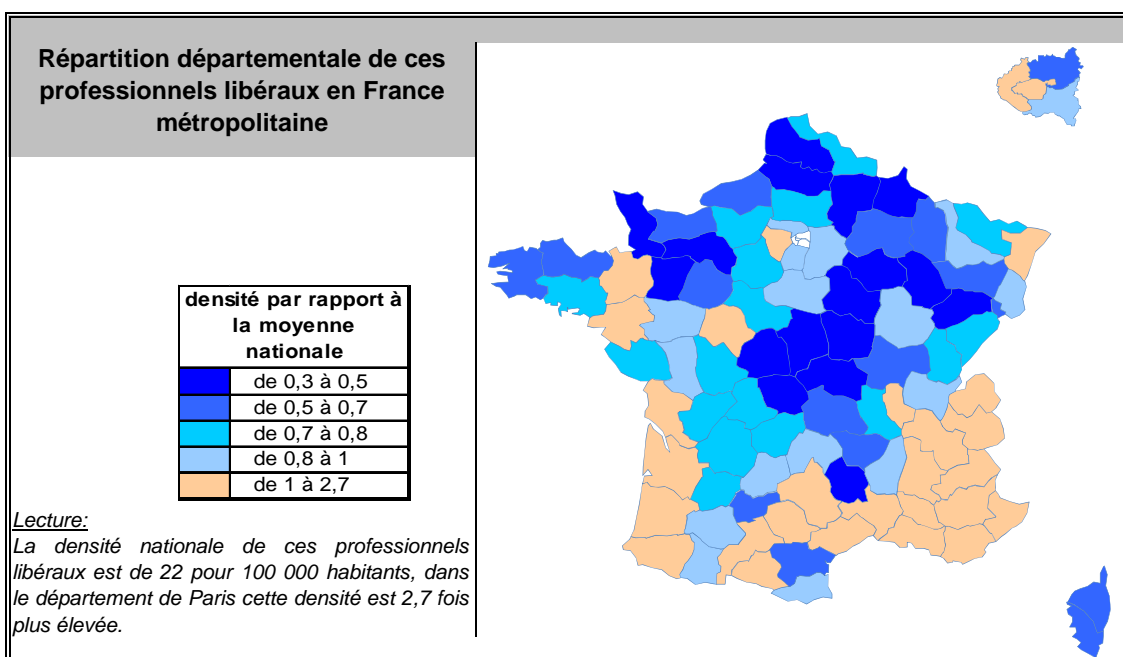 Répartition départementale de ces
professionnels libéraux en France
métropolitaine
densité par rapport à
la moyenne
nationale
de 0,3 à 0,5
de 0,5 à 0,7
de 0,7 à 0,8
de 0,8 à 1
de 1 à 2,7
Lecture:
La densité nationale de ces professionnels
libéraux est de 22 pour 100 000 habitants, dans
le département de Paris cette densité est 2,7 fois
plus élevée.